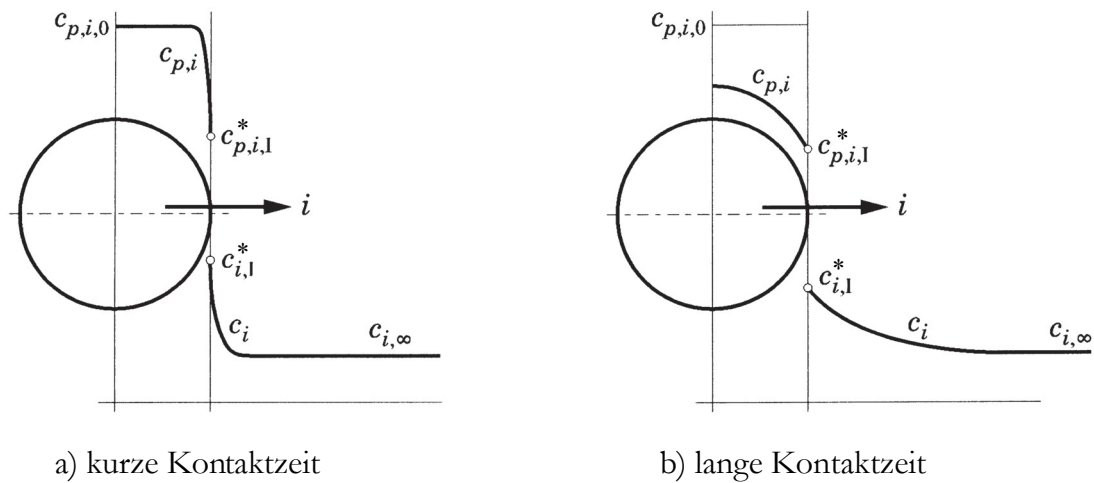 c_{p,i,0}
c_{p,i}
c^*_{p,i,I}
i
c^*_{i,I}
c_i
c_{i,∞}
a) kurze Kontaktzeit
c_{p,i,0}
c_{p,i}
c^*_{p,i,I}
i
c^*_{i,I}
c_i
c_{i,∞}
b) lange Kontaktzeit